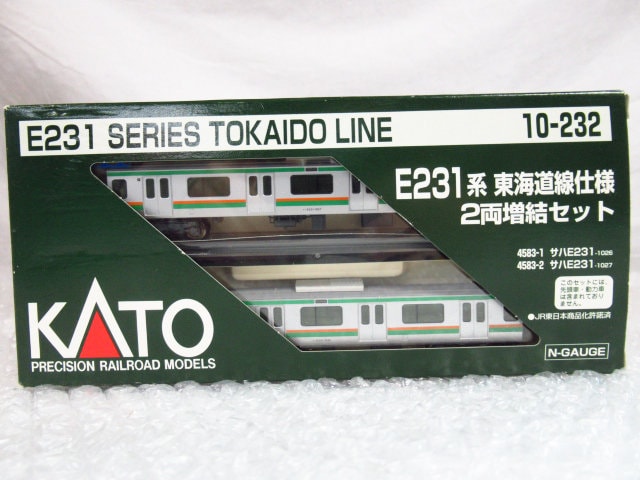 E231 SERIES TOKAIDO LINE
10-232
E231系 東海道線仕様
2両増結セット
4583-1 サハE231-1026
4583-2 サハE231-1027
このセットには、
先頭車・動力車
は含まれており
ません。
●JR東日本商品化許諾済
KATO
PRECISION RAILROAD MODELS
N-GAUGE